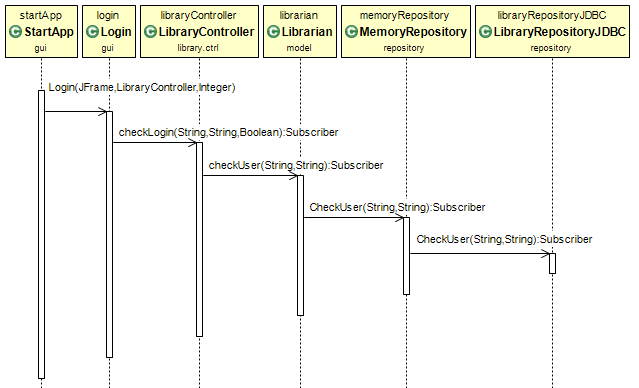 startApp login libraryController librarian memoryRepository libraryRepositoryJDBC
C StartApp C Login C LibraryController C Librarian C MemoryRepository C LibraryRepositoryJDBC
gui gui library.ctrl model repository repository
Login(JFrame,LibraryController,Integer)
checkLogin(String,String,Boolean):Subscriber
checkUser(String,String):Subscriber
CheckUser(String,String):Subscriber
CheckUser(String,String):Subscriber